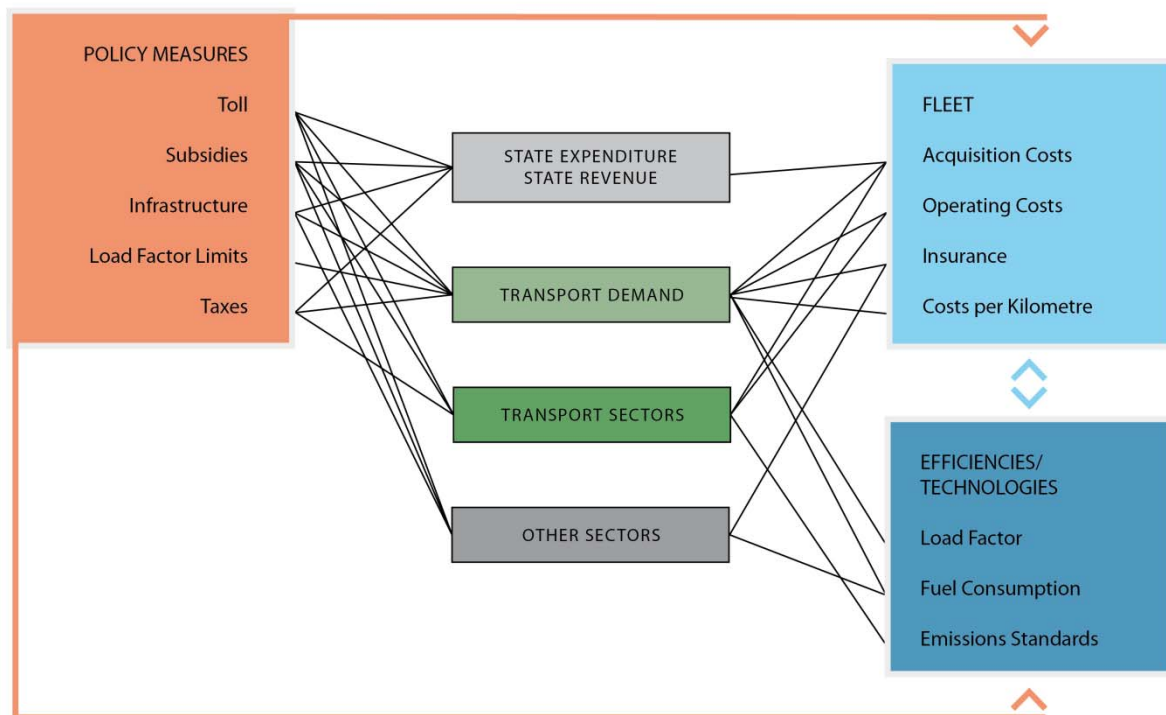 POLICY MEASURES
Toll
Subsidies
Infrastructure
Load Factor Limits
Taxes
STATE EXPENDITURE
STATE REVENUE
TRANSPORT DEMAND
TRANSPORT SECTORS
OTHER SECTORS
FLEET
Acquisition Costs
Operating Costs
Insurance
Costs per Kilometre
EFFICIENCIES/
TECHNOLOGIES
Load Factor
Fuel Consumption
Emissions Standards